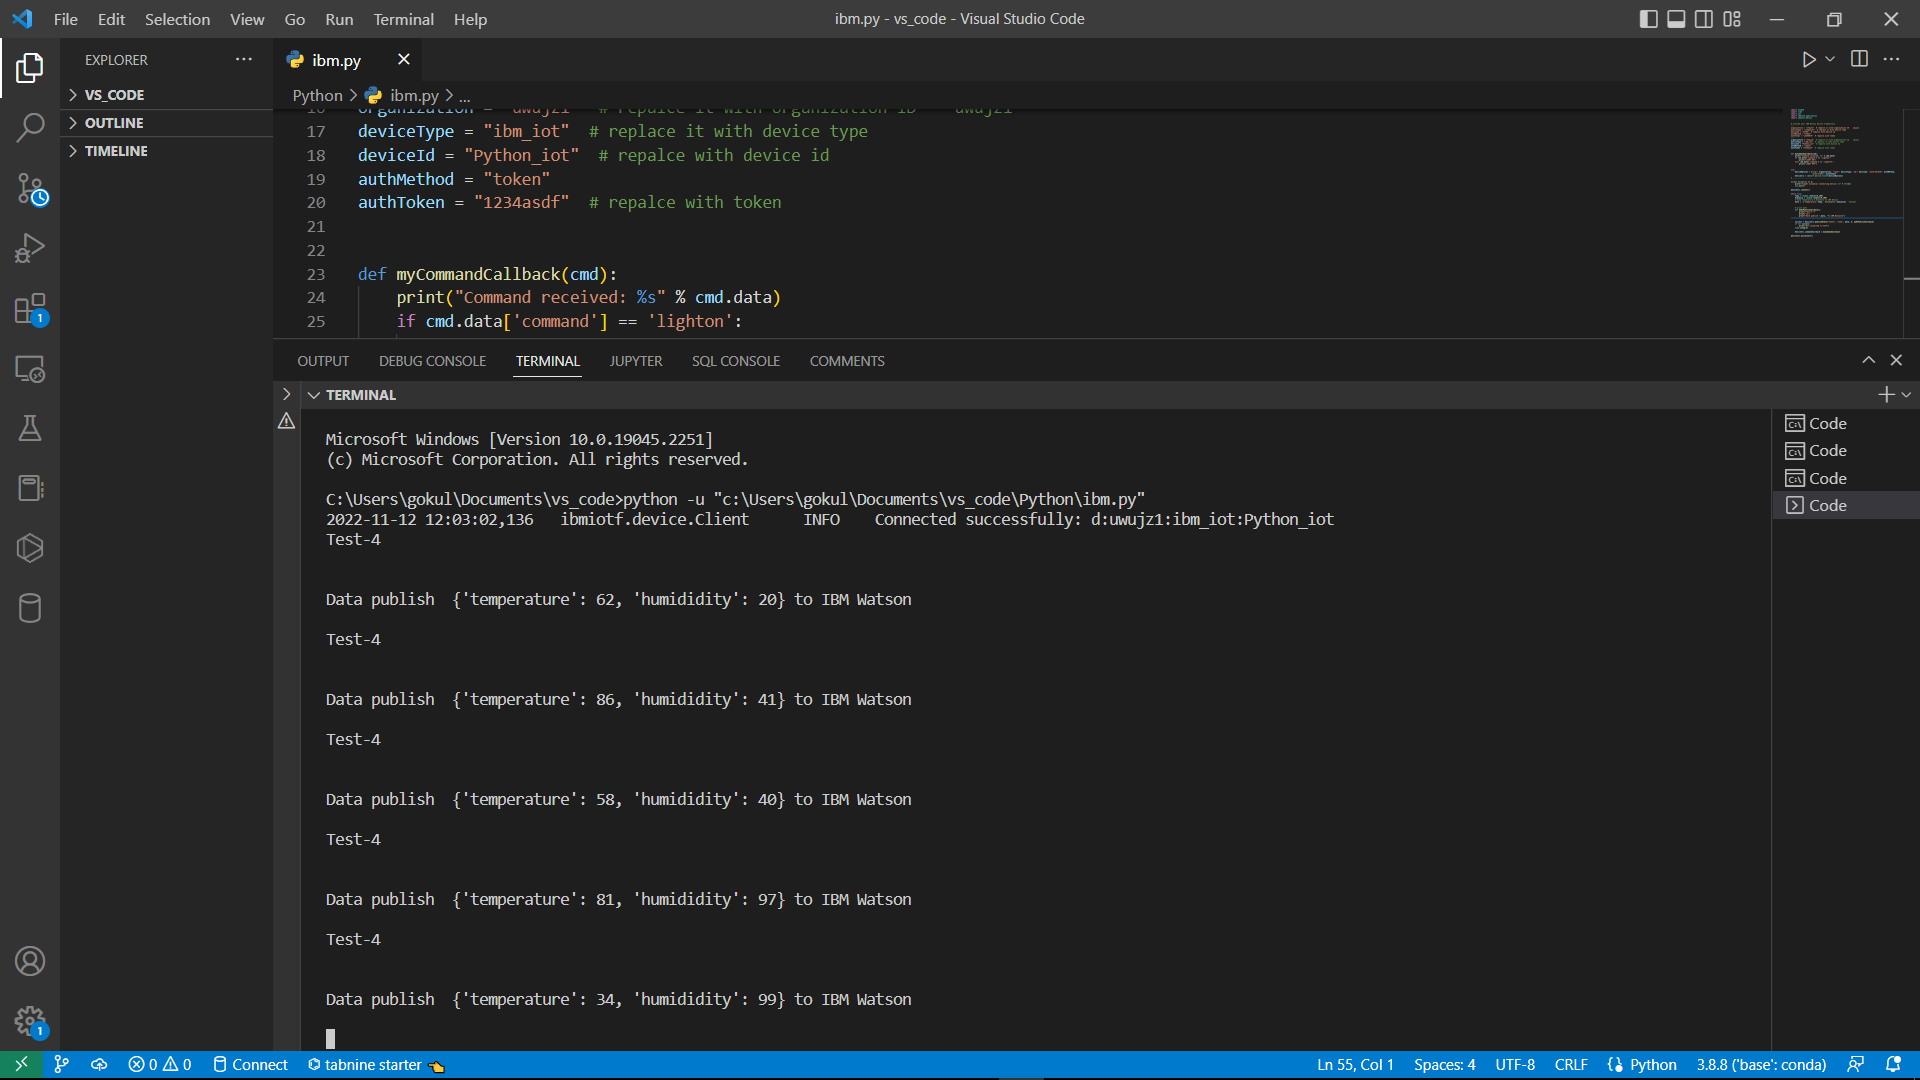 File Edit Selection View Go Run Terminal Help
ibm.py - vs_code - Visual Studio Code
EXPLORER
VS_CODE
OUTLINE
TIMELINE
ibm.py
Python > ibm.py > ...
17 deviceType = "ibm_iot" # replace it with device type
18 deviceId = "Python_iot" # repalce with device id
19 authMethod = "token"
20 authToken = "1234asdf" # repalce with token
21
22
23 def myCommandCallback(cmd):
24 print("Command received: %s" % cmd.data)
25 if cmd.data['command'] == 'lighton':
OUTPUT DEBUG CONSOLE TERMINAL JUPYTER SQL CONSOLE COMMENTS
TERMINAL
Microsoft Windows [Version 10.0.19045.2251]
(c) Microsoft Corporation. All rights reserved.
C:\Users\gokul\Documents\vs_code>python -u "c:\Users\gokul\Documents\vs_code\Python\ibm.py"
2022-11-12 12:03:02,136 ibmiotf.device.Client INFO Connected successfully: d:uwujz1:ibm_iot:Python_iot
Test-4
Data publish {'temperature': 62, 'humididity': 20} to IBM Watson
Test-4
Data publish {'temperature': 86, 'humididity': 41} to IBM Watson
Test-4
Data publish {'temperature': 58, 'humididity': 40} to IBM Watson
Test-4
Data publish {'temperature': 81, 'humididity': 97} to IBM Watson
Test-4
Data publish {'temperature': 34, 'humididity': 99} to IBM Watson
Code
Code
Code
Code
1
1
0 0 Connect tabnine starter
Ln 55, Col 1 Spaces: 4 UTF-8 CRLF Python 3.8.8 ('base': conda)